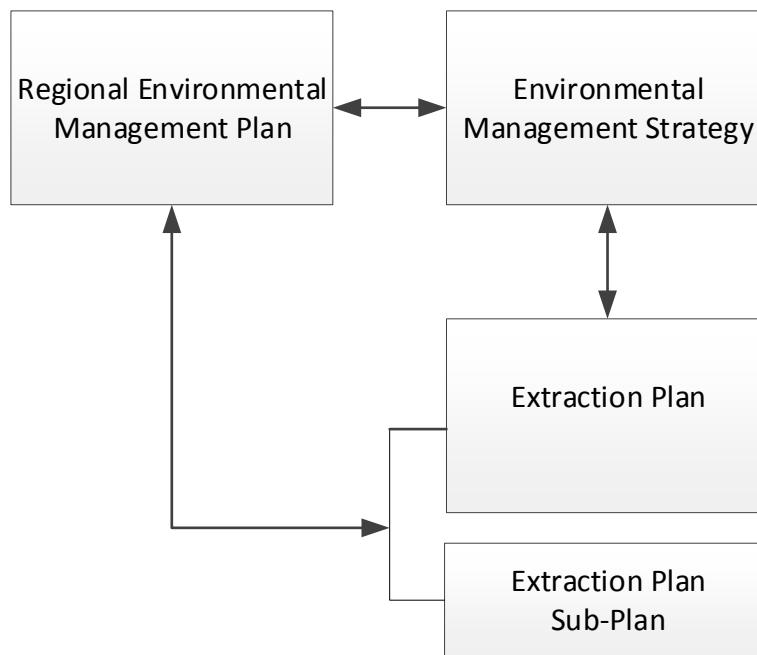 Regional Environmental
Management Plan
Environmental
Management Strategy
Extraction Plan
Extraction Plan
Sub-Plan